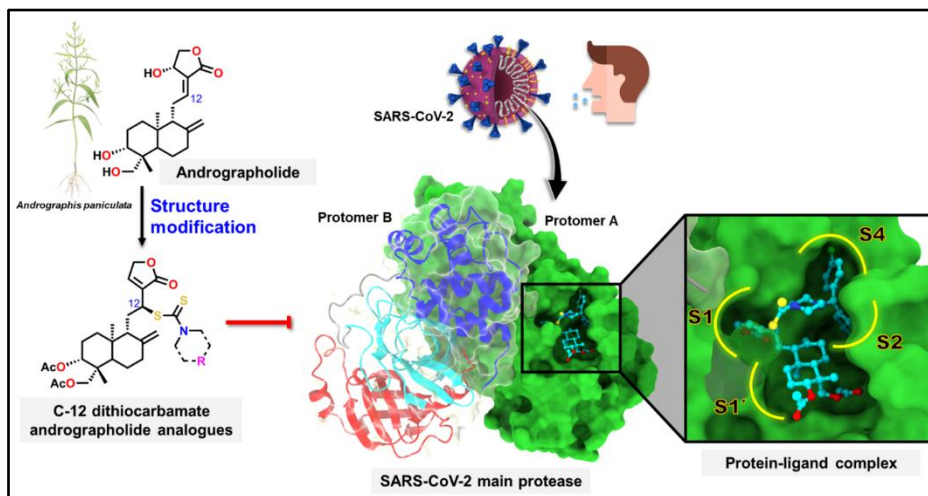 O
O
HO
12
HO
HO
Andrographolide
Andrographis paniculata
Structure
modification
O
O
12
S
S
N
R
AcO
AcO
C-12 dithiocarbamate
andrographolide analogues
SARS-CoV-2
Protomer B
Protomer A
SARS-CoV-2 main protease
S4
S1
S2
S1′
Protein-ligand complex